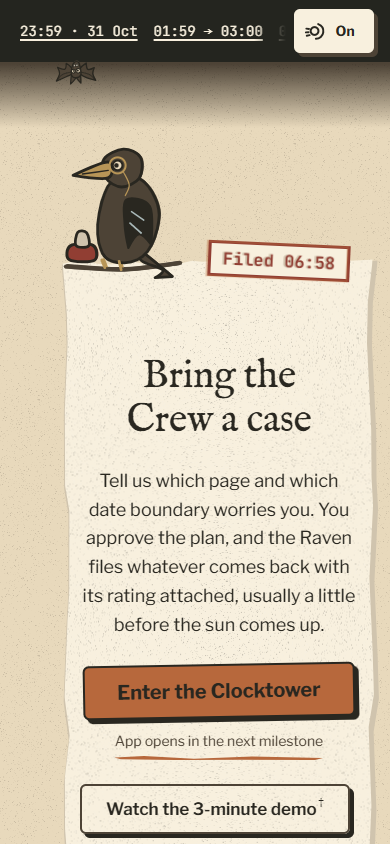 23:59 · 31 Oct 01:59 → 03:00
On
Filed 06:58
Bring the
Crew a case
Tell us which page and which
date boundary worries you. You
approve the plan, and the Raven
files whatever comes back with
its rating attached, usually a little
before the sun comes up.
Enter the Clocktower
App opens in the next milestone
Watch the 3-minute demo†